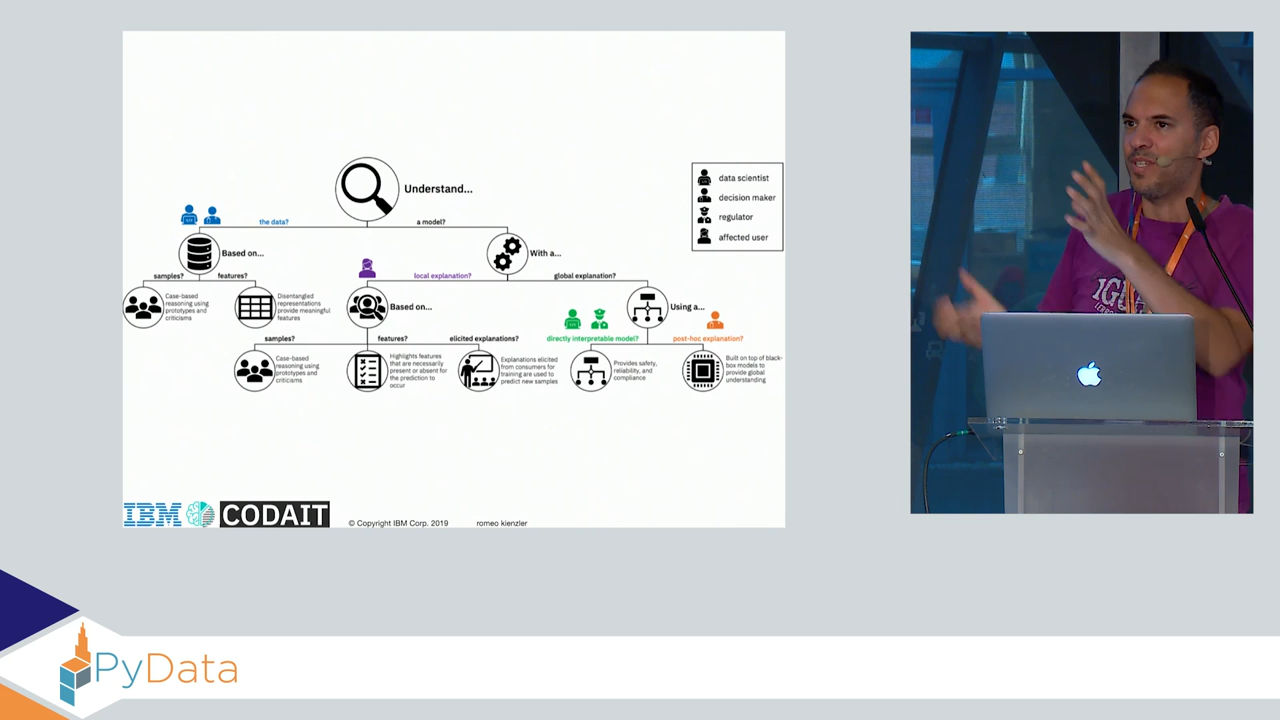 Understand...
the data?
a model?
Based on...
With a...
samples?
features?
local explanation?
global explanation?
Case-based
reasoning using
prototypes and
criticisms
Disentangled
representations
provide meaningful
features
Based on...
Using a...
samples?
features?
elicited explanations?
directly interpretable model?
post-hoc explanation?
Case-based
reasoning using
prototypes and
criticisms
Highlights features
that are necessarily
present or absent for
the prediction to
occur
Explanations elicited
from consumers for
training are used to
predict new samples
Provides safety,
reliability, and
compliance
Built on top of black-
box models to
provide global
understanding
data scientist
decision maker
regulator
affected user
IBM
CODAIT
© Copyright IBM Corp. 2019
romeo kienzler
PyData